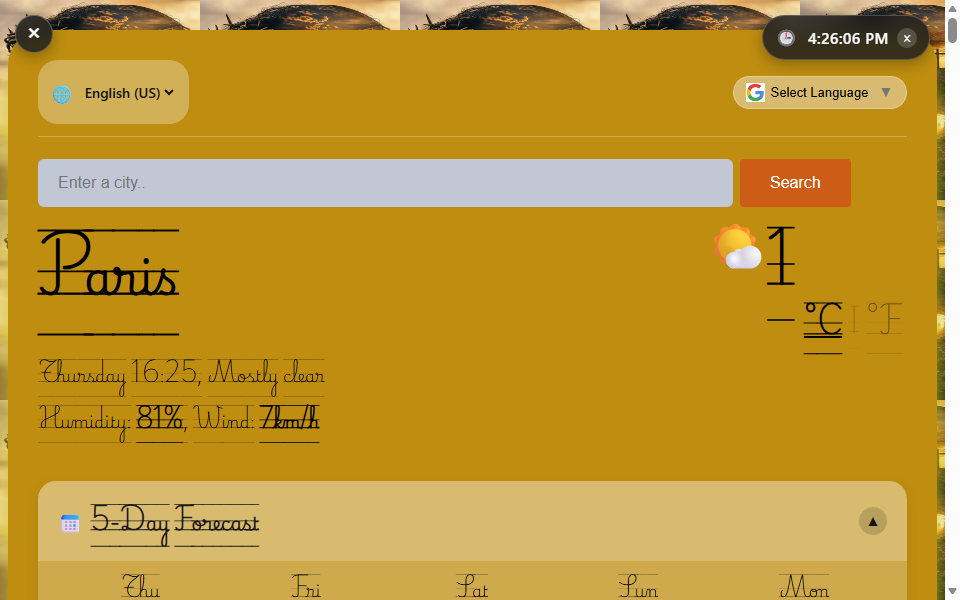 × 4:26:06 PM ×
English (US) Select Language ▼
Enter a city.. Search
Paris 1
°C | °F
Thursday 16:25, Mostly clear
Humidity: 81%, Wind: 7km/h
5-Day Forecast ▲
Thu Fri Sat Sun Mon